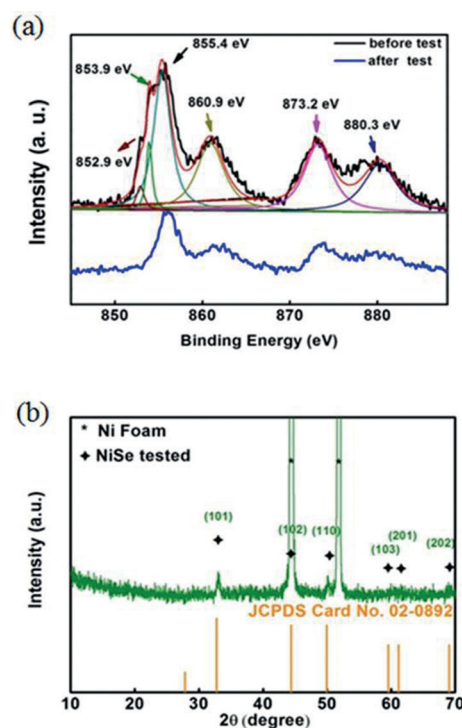 (a)
855.4 eV
before test
after test
853.9 eV
860.9 eV
873.2 eV
880.3 eV
852.9 eV
Intensity (a. u.)
850 860 870 880
Binding Energy (eV)
(b)
* Ni Foam
✦ NiSe tested
(101)
(102)
(110)
(103)
(201)
(202)
Intensity (a.u.)
JCPDS Card No. 02-0892
10 20 30 40 50 60 70
2θ (degree)